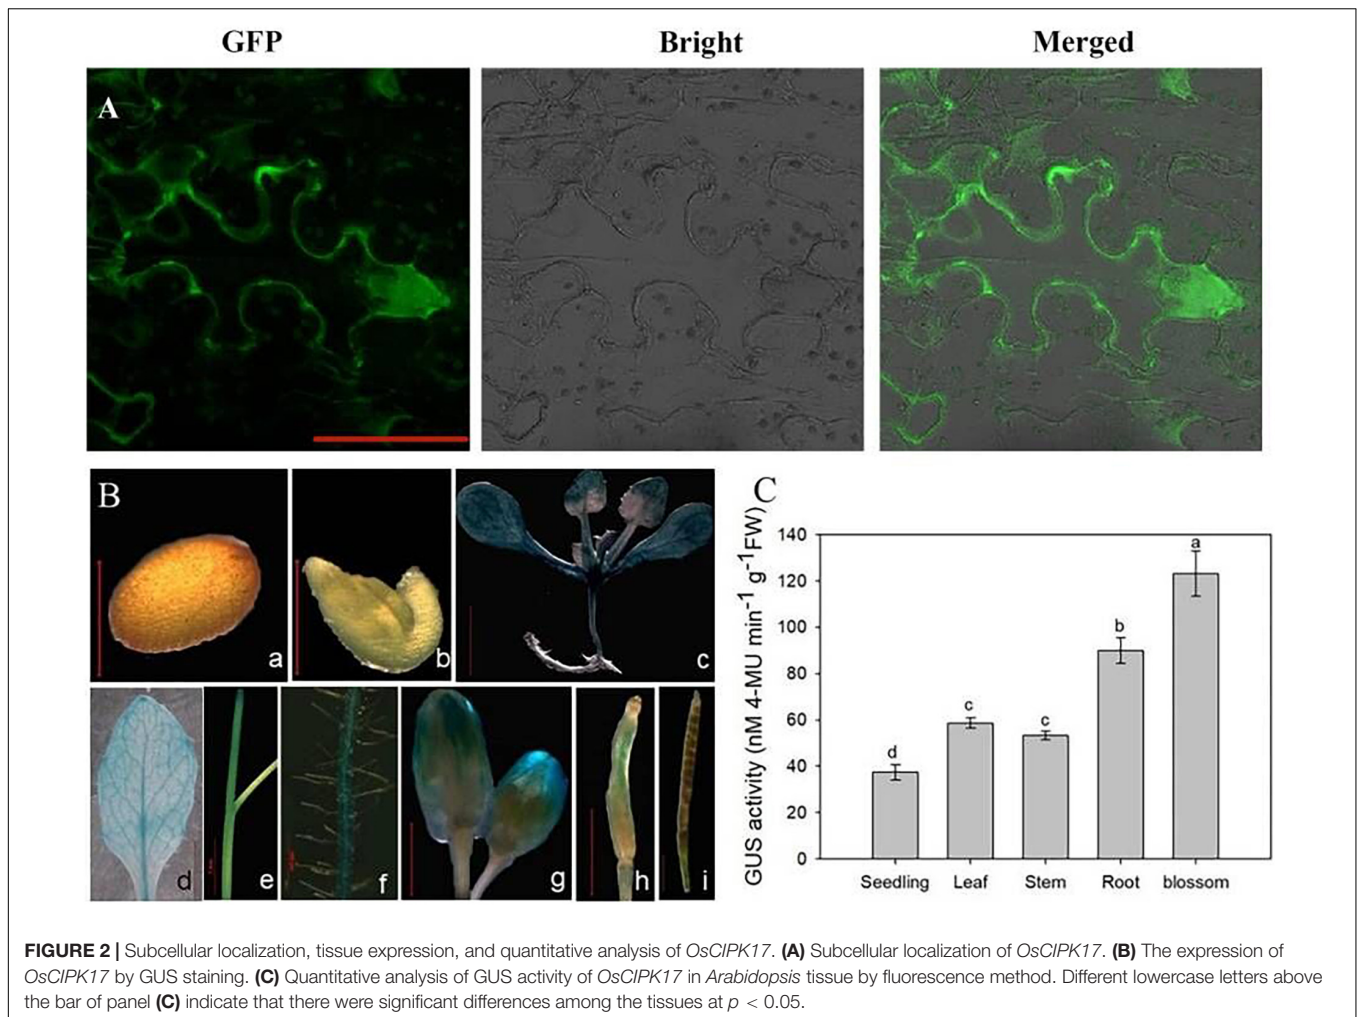 GFP
Bright
Merged
A
B
a
b
c
d
e
f
g
h
i
C
GUS activity (nM 4-MU min⁻¹ g⁻¹FW)
140
120
100
80
60
40
20
0
d
c
c
b
a
Seedling Leaf Stem Root blossom
FIGURE 2 | Subcellular localization, tissue expression, and quantitative analysis of OsCIPK17. (A) Subcellular localization of OsCIPK17. (B) The expression of
OsCIPK17 by GUS staining. (C) Quantitative analysis of GUS activity of OsCIPK17 in Arabidopsis tissue by fluorescence method. Different lowercase letters above
the bar of panel (C) indicate that there were significant differences among the tissues at p < 0.05.